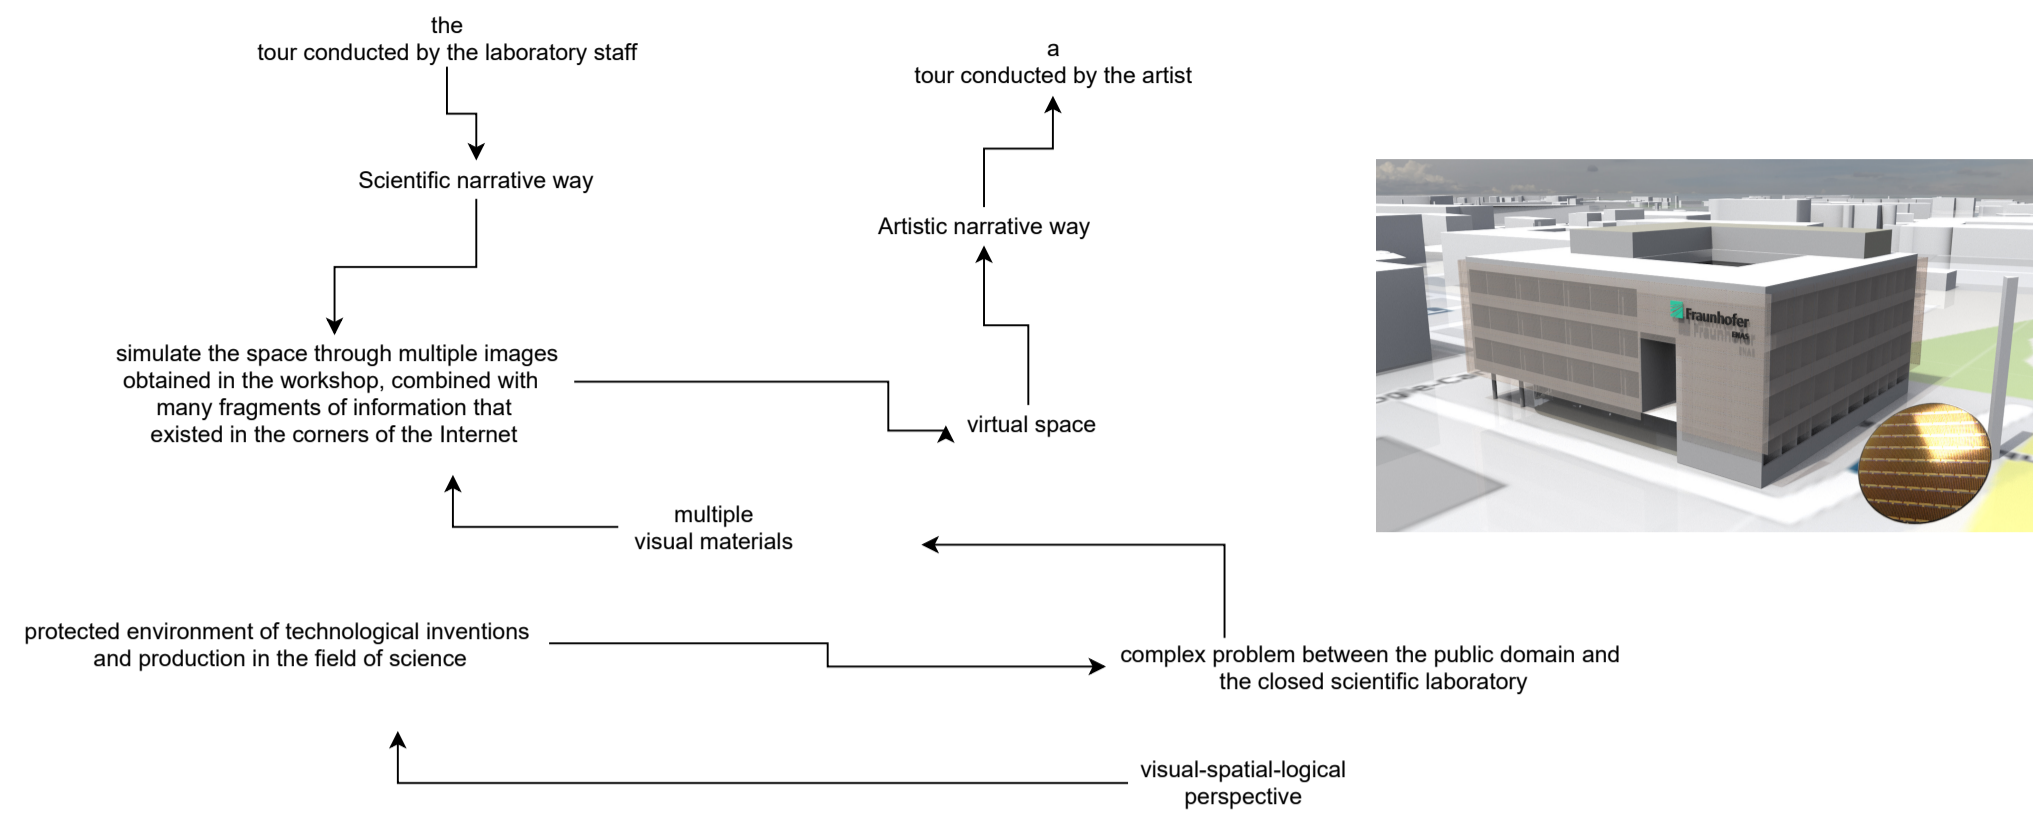 the
tour conducted by the laboratory staff
a
tour conducted by the artist
Scientific narrative way
Artistic narrative way
Fraunhofer
ENAS
simulate the space through multiple images
obtained in the workshop, combined with
many fragments of information that
existed in the corners of the Internet
virtual space
multiple
visual materials
protected environment of technological inventions
and production in the field of science
complex problem between the public domain and
the closed scientific laboratory
visual-spatial-logical
perspective